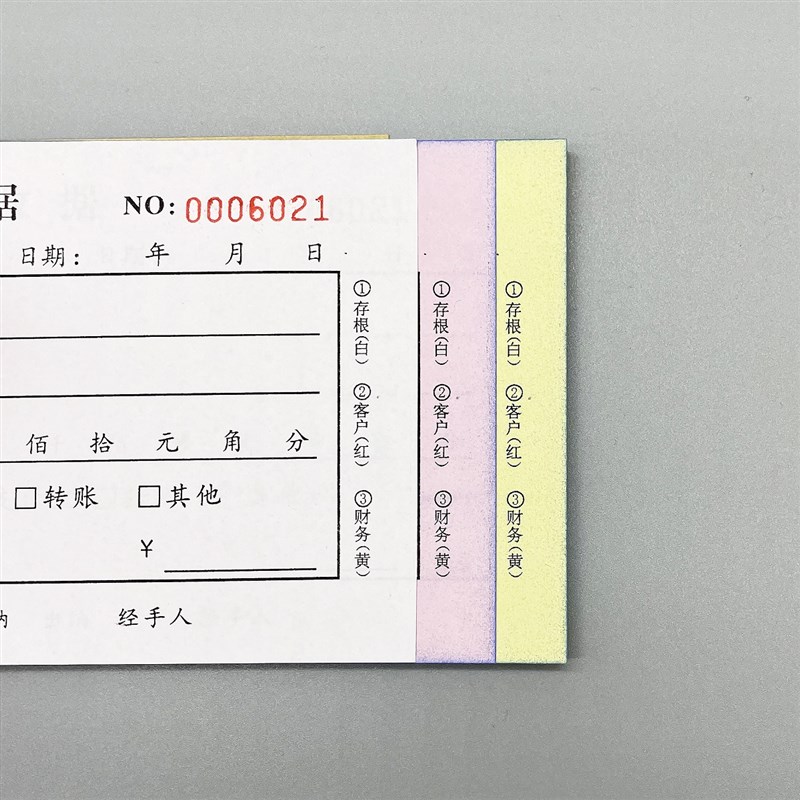 据
NO: 0006021
日期： 年 月 日
佰 拾 元 角 分
□转账 □其他
¥
经手人
①存根(白) ②客户(红) ③财务(黄)
①存根(白) ②客户(红) ③财务(黄)
①存根(白) ②客户(红) ③财务(黄)